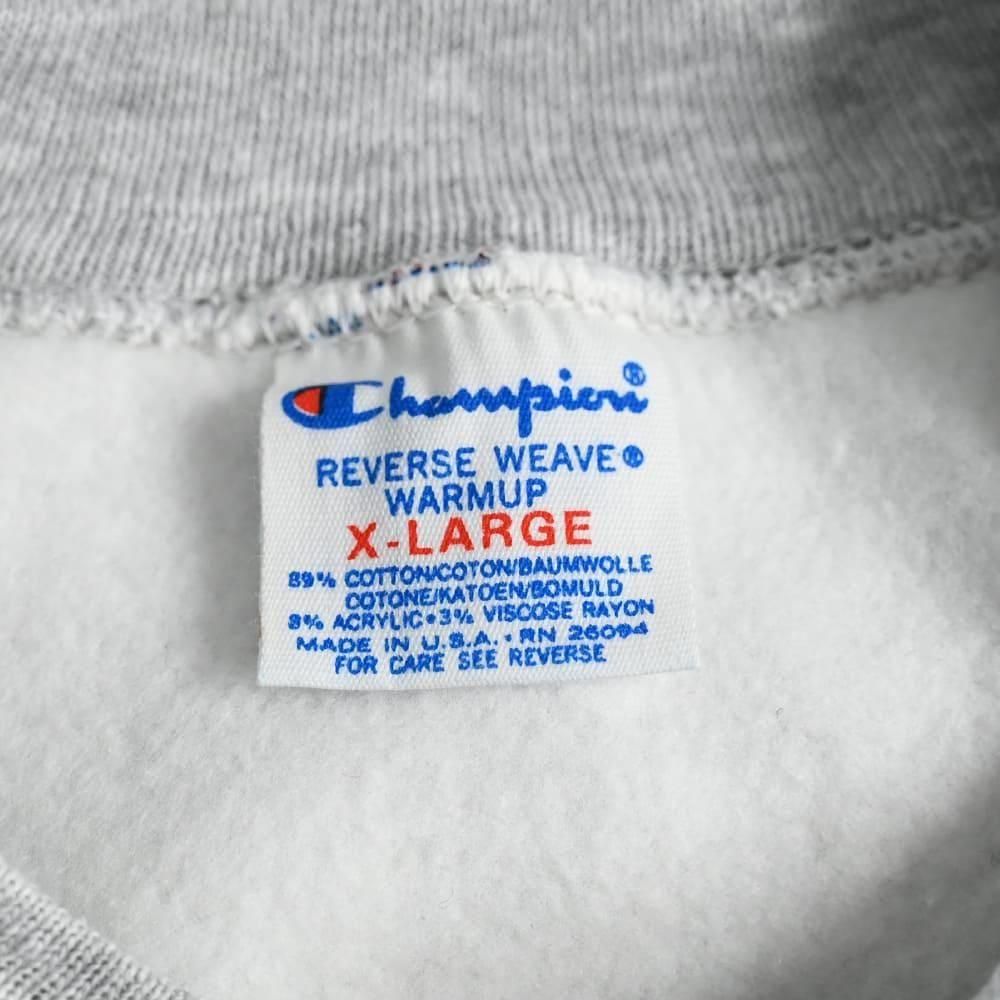 Champion®
REVERSE WEAVE®
WARMUP
X-LARGE
89% COTTON/COTON/BAUMWOLLE
COTONE/KATOEN/BOMULD
8% ACRYLIC•3% VISCOSE RAYON
MADE IN U.S.A. • RN 26094
FOR CARE SEE REVERSE